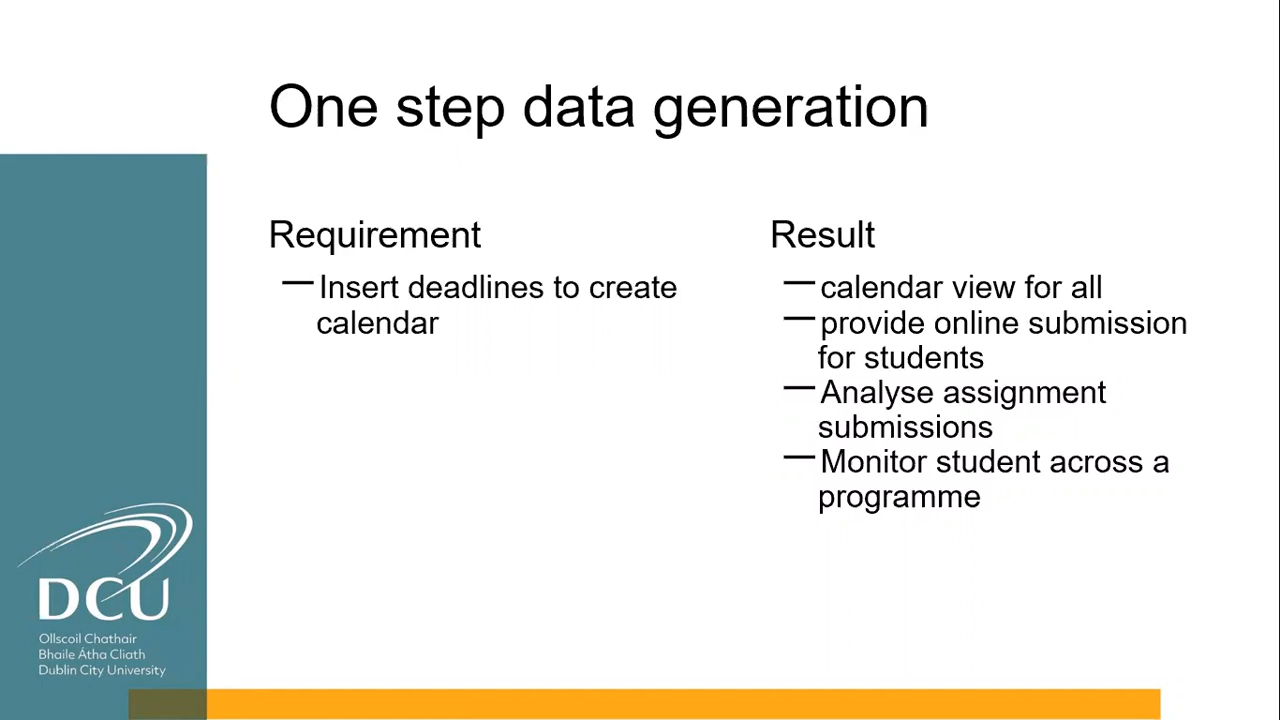 One step data generation
Requirement
— Insert deadlines to create
calendar
Result
— calendar view for all
— provide online submission
for students
— Analyse assignment
submissions
— Monitor student across a
programme
DCU
Ollscoil Chathair
Bhaile Átha Cliath
Dublin City University